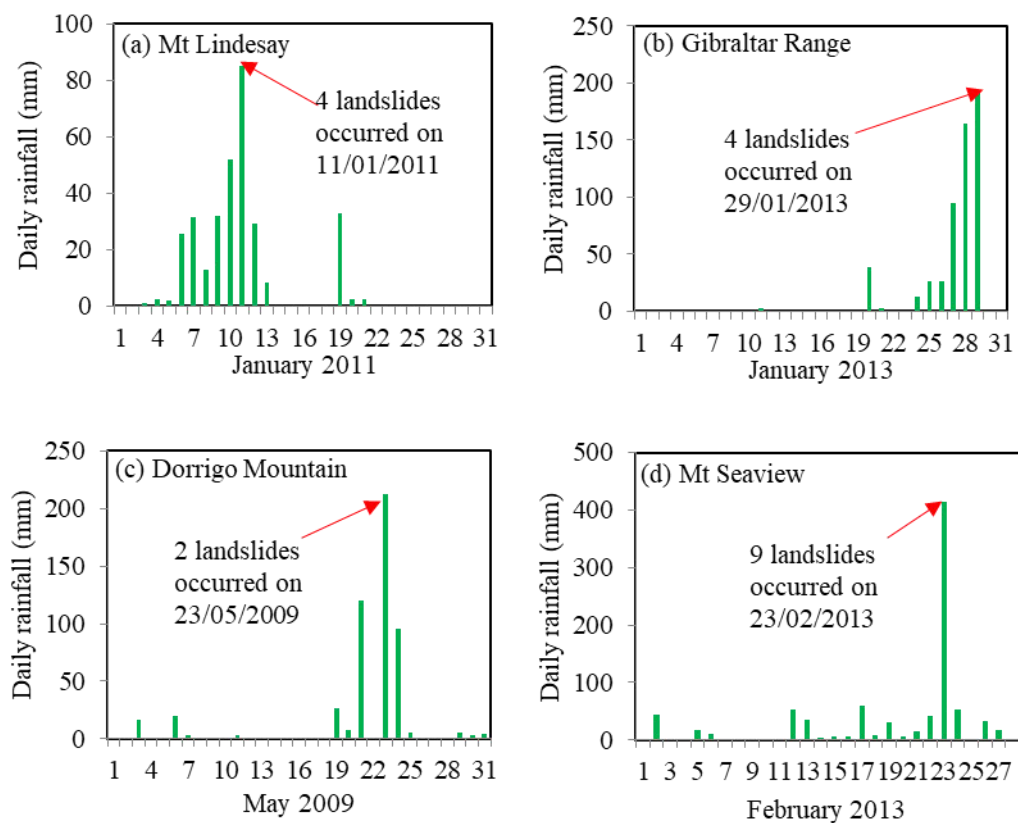 (a) Mt Lindesay
Daily rainfall (mm)
100
80
60
40
20
0
4 landslides
occurred on
11/01/2011
1 4 7 10 13 16 19 22 25 28 31
January 2011
(b) Gibraltar Range
Daily rainfall (mm)
250
200
150
100
50
0
4 landslides
occurred on
29/01/2013
1 4 7 10 13 16 19 22 25 28 31
January 2013
(c) Dorrigo Mountain
Daily rainfall (mm)
250
200
150
100
50
0
2 landslides
occurred on
23/05/2009
1 4 7 10 13 16 19 22 25 28 31
May 2009
(d) Mt Seaview
Daily rainfall (mm)
500
400
300
200
100
0
9 landslides
occurred on
23/02/2013
1 3 5 7 9 11 13 15 17 19 21 23 25 27
February 2013